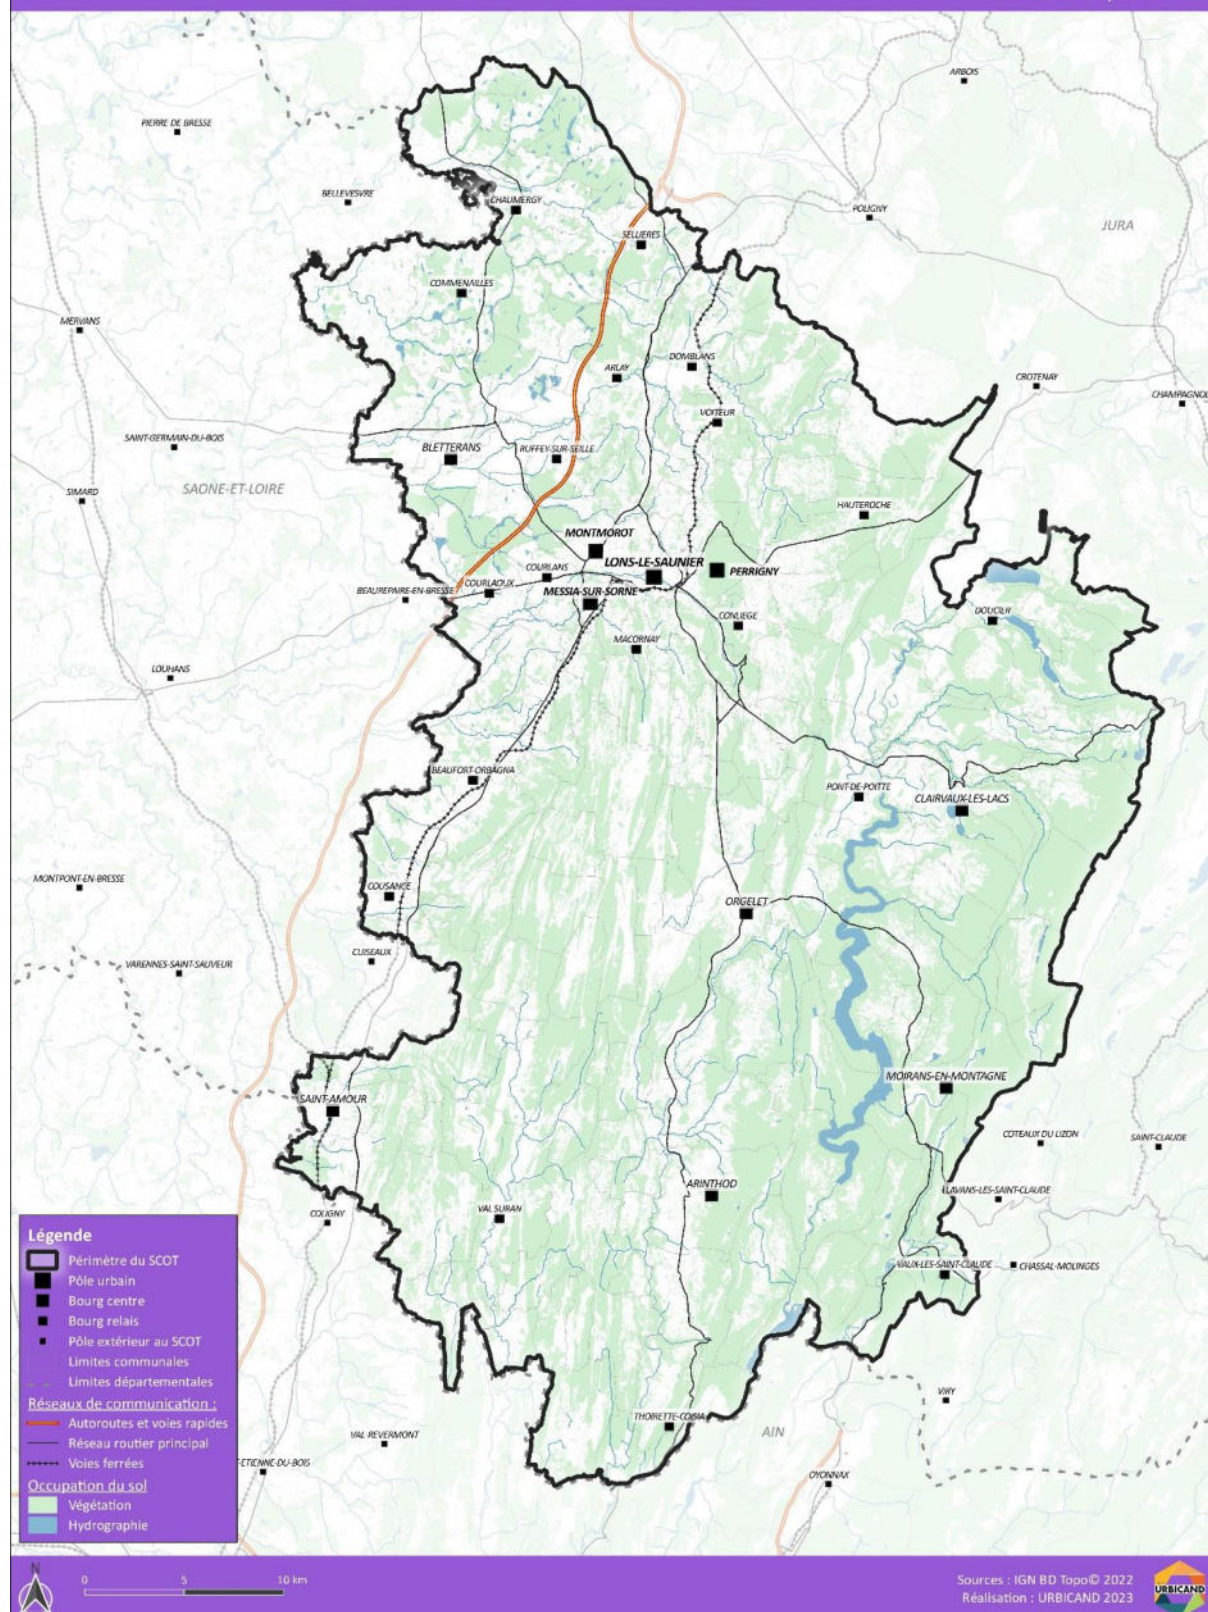 ARBOIS
PIERRE DE BRESSE
BELLEVESVRE
CHAUMERGY
POLIGNY
JURA
SELLIERES
COMMENAILLES
MERVANS
DOMBLANS
ARLAY
CROTENAY
CHAMPAGNOL
VOITEUR
SAINT-GERMAIN-DU-BOIS
BLETTERANS
RUFFEY-SUR-SEILLE
SIMARD
SAONE-ET-LOIRE
HAUTEROCHE
MONTMOROT
LONS-LE-SAUNIER
PERRIGNY
COURLANS
COURLAOUX
BEAUREPAIRE-EN-BRESSE
MESSIA-SUR-SORNE
DOUCIER
CONLIEGE
MACORNAY
LOUHANS
BEAUFORT-ORBAGNA
PONT-DE-POITTE
CLAIRVAUX-LES-LACS
MONTPONT-EN-BRESSE
COUSANCE
ORGELET
CUISEAUX
VARENNES-SAINT-SAUVEUR
MOIRANS-EN-MONTAGNE
SAINT-AMOUR
COTEAUX DU LIZON
SAINT-CLAUDE
ARINTHOD
LAVANS-LES-SAINT-CLAUDE
VAL SURAN
COLIGNY
VAUX-LES-SAINT-CLAUDE
CHASSAL-MOLINGES
VIRY
THOIRETTE-COISIA
AIN
VAL-REVERMONT
T-ETIENNE-DU-BOIS
OYONNAX
Légende
Périmètre du SCOT
Pôle urbain
Bourg centre
Bourg relais
Pôle extérieur au SCOT
Limites communales
Limites départementales
Réseaux de communication :
Autoroutes et voies rapides
Réseau routier principal
Voies ferrées
Occupation du sol
Végétation
Hydrographie
N
0 5 10 km
Sources : IGN BD Topo© 2022
Réalisation : URBICAND 2023
URBICAND